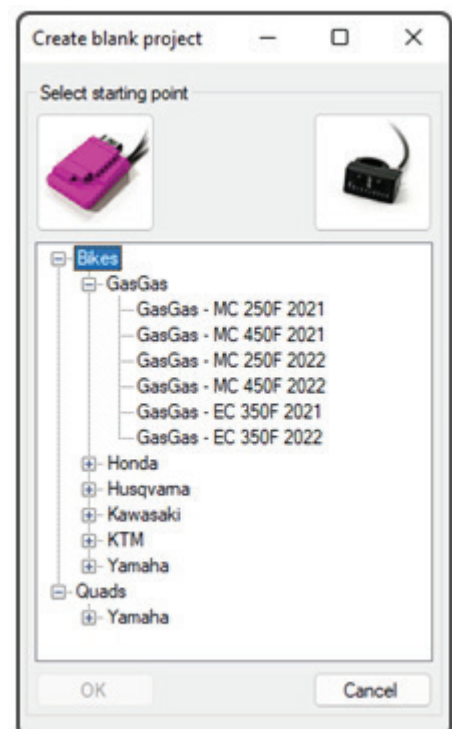 Create blank project
Select starting point
Bikes
GasGas
GasGas - MC 250F 2021
GasGas - MC 450F 2021
GasGas - MC 250F 2022
GasGas - MC 450F 2022
GasGas - EC 350F 2021
GasGas - EC 350F 2022
Honda
Husqvarna
Kawasaki
KTM
Yamaha
Quads
Yamaha
OK
Cancel